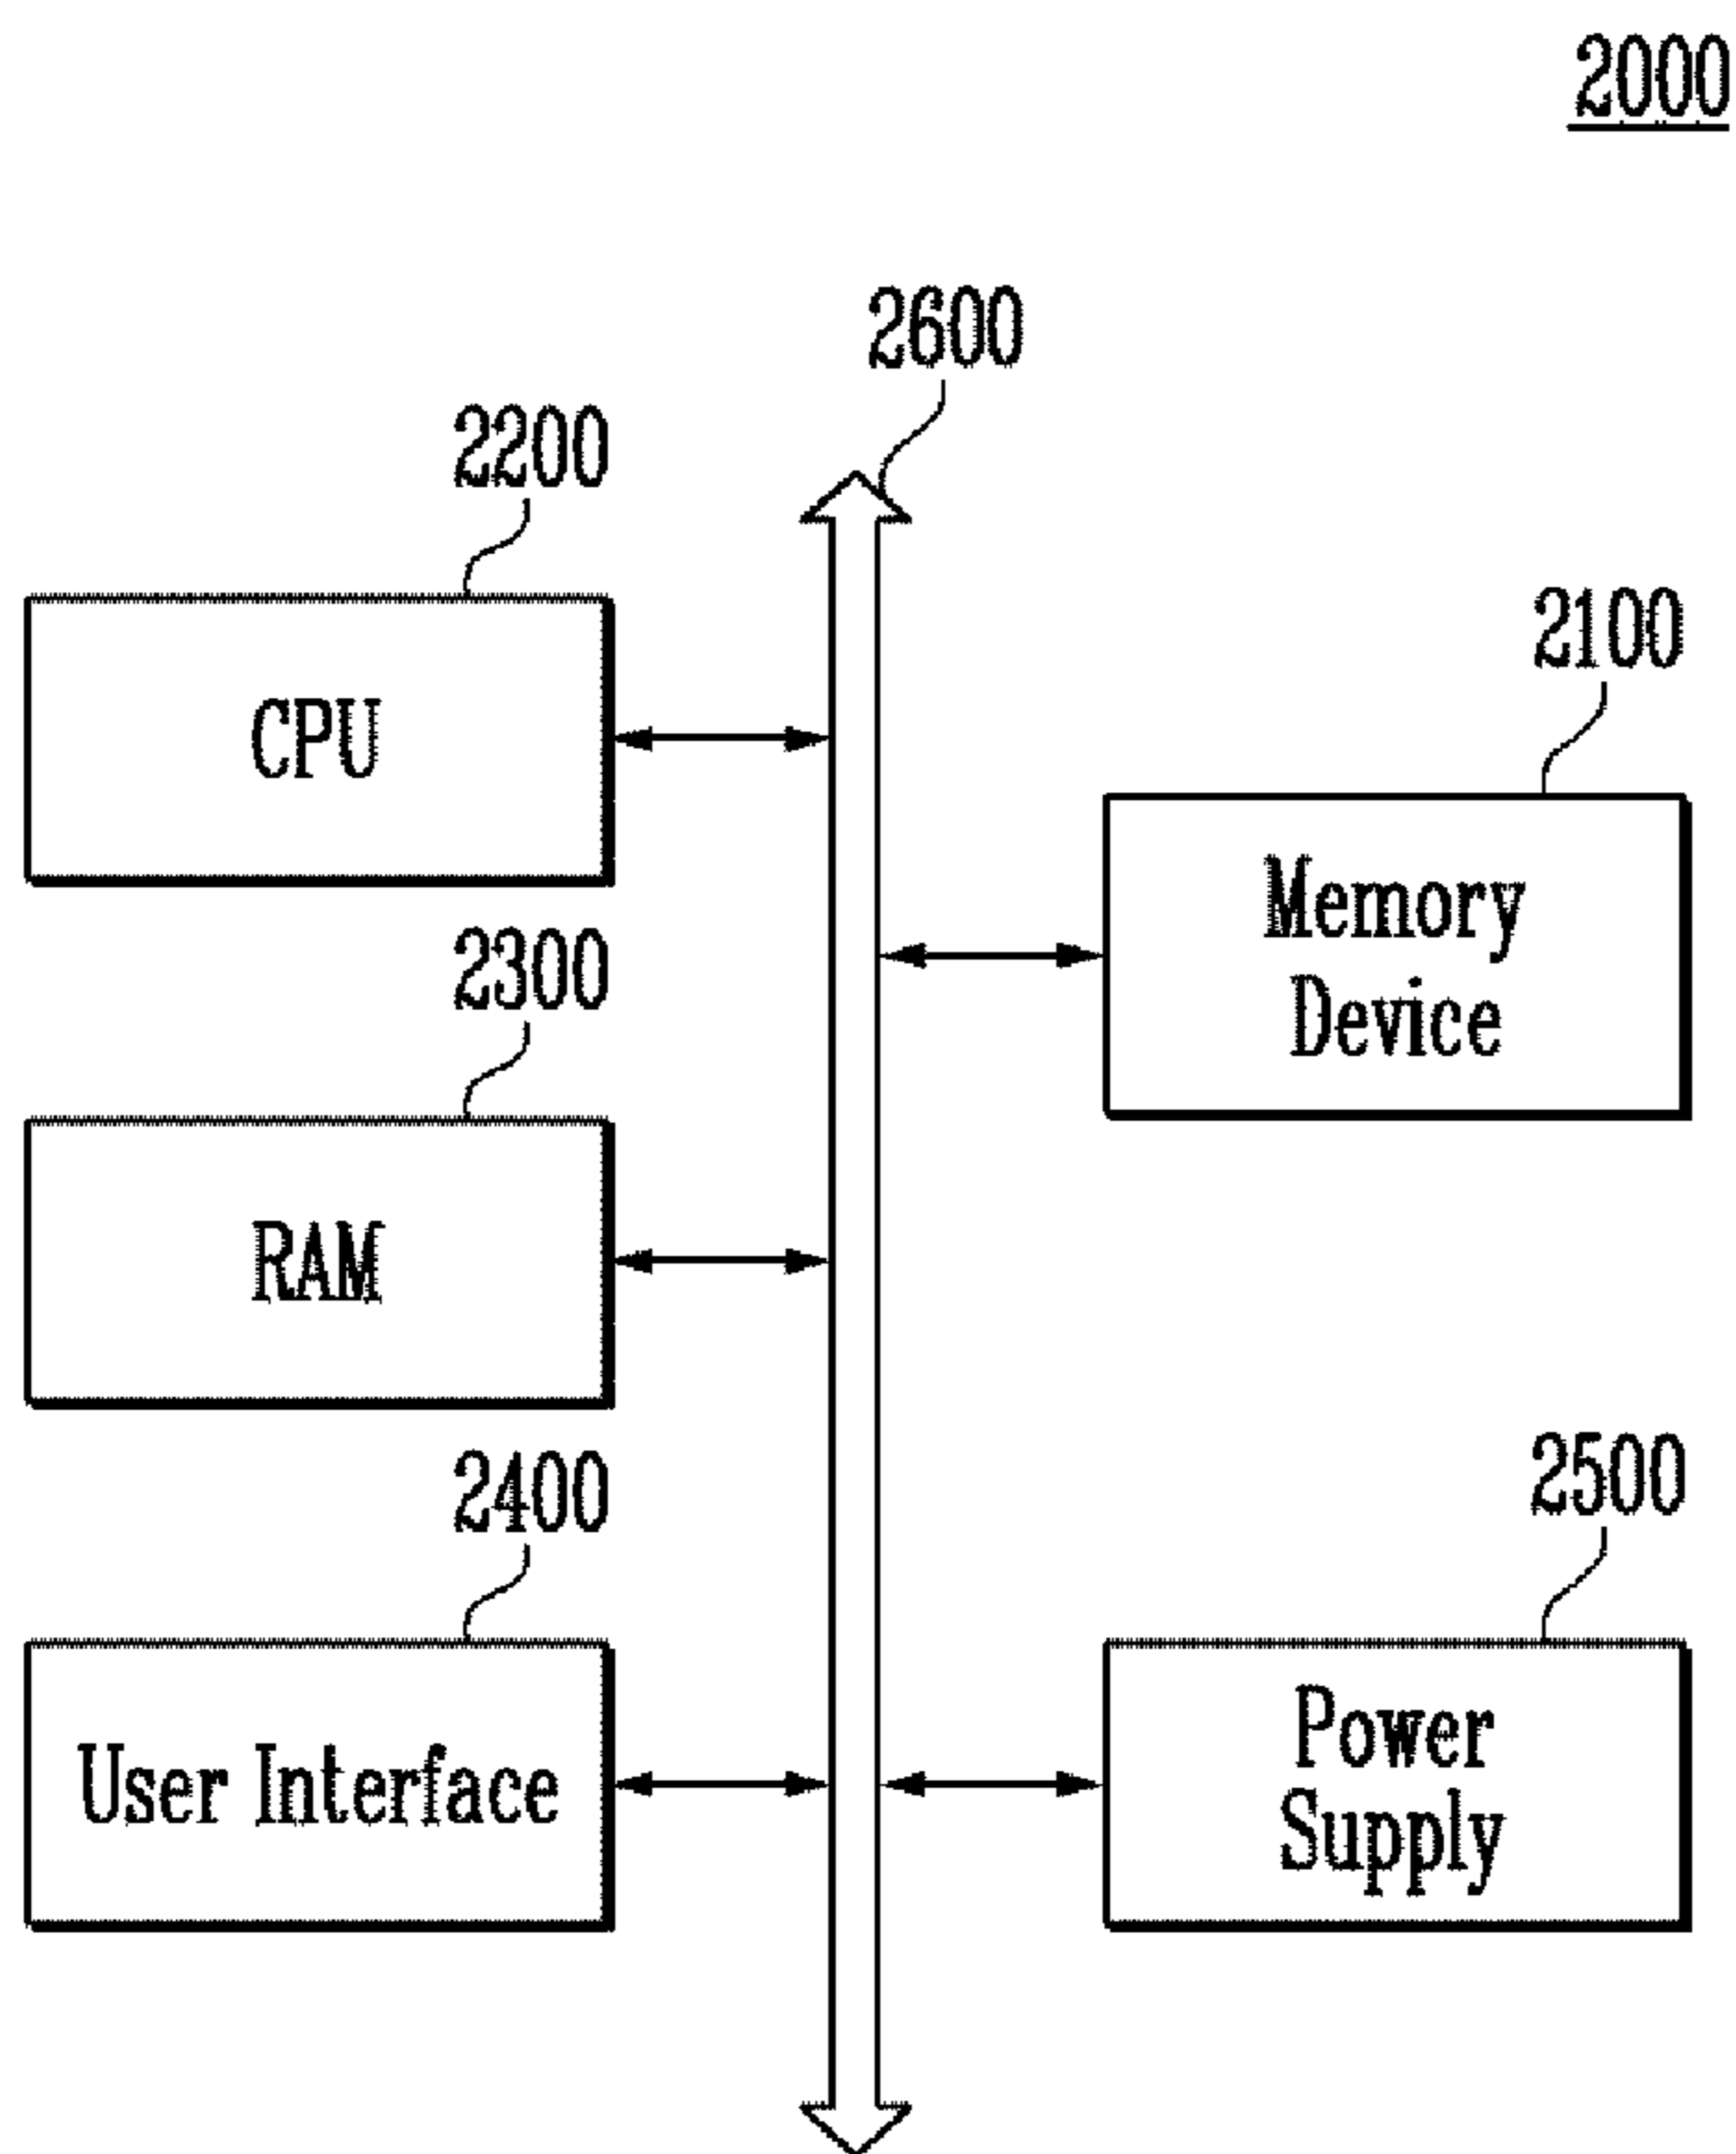 2000
2600
2200
CPU
2100
Memory
Device
2300
RAM
2400
User Interface
2500
Power
Supply